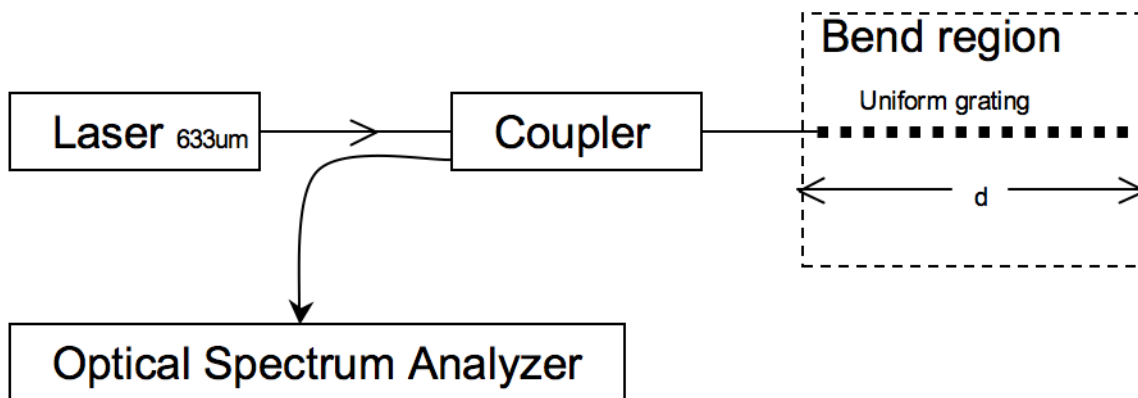 Bend region
Uniform grating
Laser 633um
Coupler
d
Optical Spectrum Analyzer